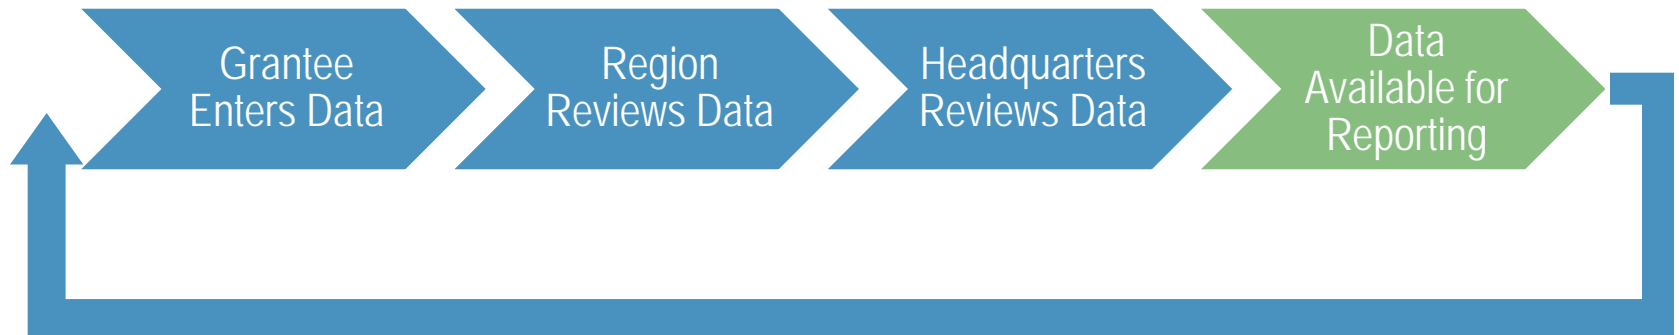 Grantee
Enters Data
Region
Reviews Data
Headquarters
Reviews Data
Data
Available for
Reporting